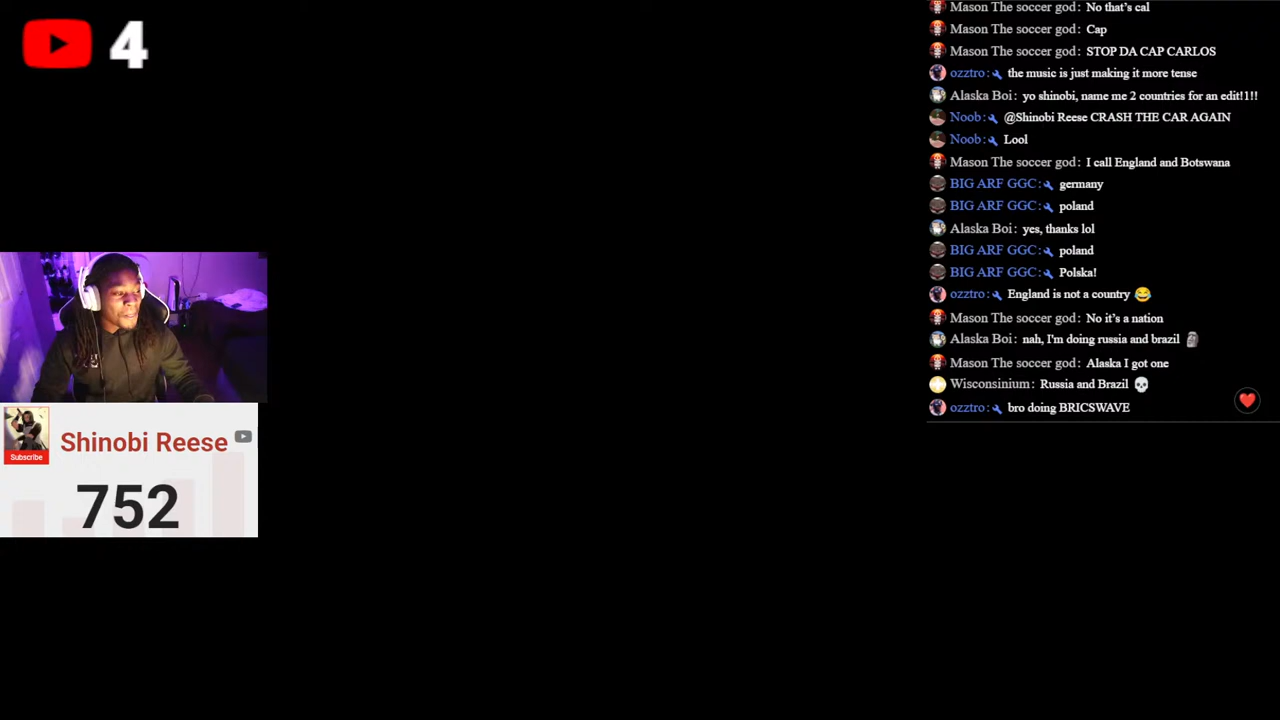 4
Mason The soccer god: No that’s cal
Mason The soccer god: Cap
Mason The soccer god: STOP DA CAP CARLOS
ozztro: the music is just making it more tense
Alaska Boi: yo shinobi, name me 2 countries for an edit!1!!
Noob: @Shinobi Reese CRASH THE CAR AGAIN
Noob: Lool
Mason The soccer god: I call England and Botswana
BIG ARF GGC: germany
BIG ARF GGC: poland
Alaska Boi: yes, thanks lol
BIG ARF GGC: poland
BIG ARF GGC: Polska!
ozztro: England is not a country 😂
Mason The soccer god: No it’s a nation
Alaska Boi: nah, I'm doing russia and brazil 🗿
Mason The soccer god: Alaska I got one
Wisconsinium: Russia and Brazil 💀
ozztro: bro doing BRICSWAVE
Shinobi Reese
Subscribe
752